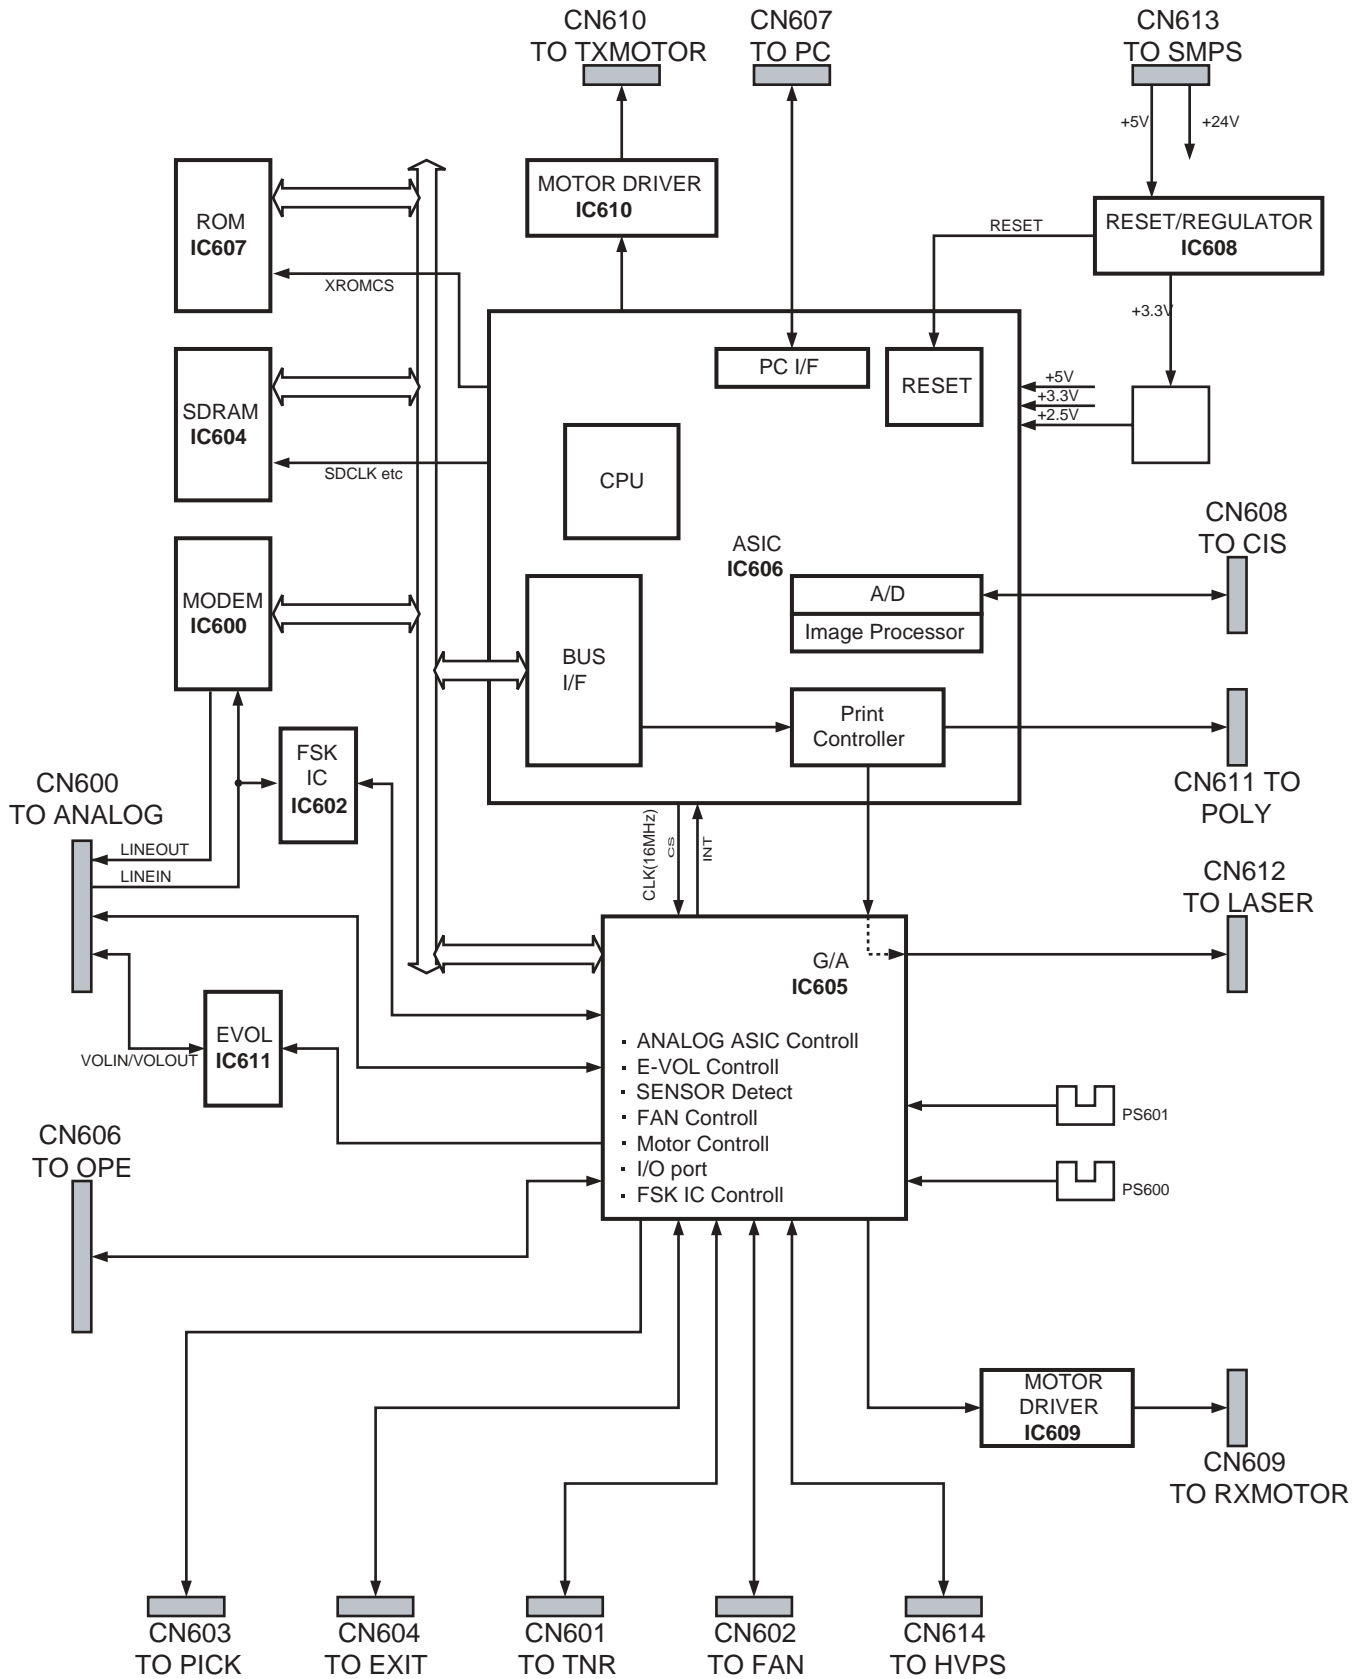 CN610
TO TXMOTOR
CN607
TO PC
CN613
TO SMPS
+5V
+24V
ROM
IC607
MOTOR DRIVER
IC610
RESET
RESET/REGULATOR
IC608
XROMCS
+3.3V
PC I/F
RESET
SDRAM
IC604
+5V
+3.3V
+2.5V
SDCLK etc
CPU
CN608
TO CIS
ASIC
IC606
MODEM
IC600
A/D
Image Processor
BUS
I/F
Print
Controller
FSK
IC
IC602
CN600
TO ANALOG
CN611 TO
POLY
LINEOUT
LINEIN
CLK(16MHz)
CS
INT
CN612
TO LASER
G/A
IC605
EVOL
IC611
VOLIN/VOLOUT
· ANALOG ASIC Controll
· E-VOL Controll
· SENSOR Detect
· FAN Controll
· Motor Controll
· I/O port
· FSK IC Controll
PS601
PS600
CN606
TO OPE
MOTOR
DRIVER
IC609
CN609
TO RXMOTOR
CN603
TO PICK
CN604
TO EXIT
CN601
TO TNR
CN602
TO FAN
CN614
TO HVPS